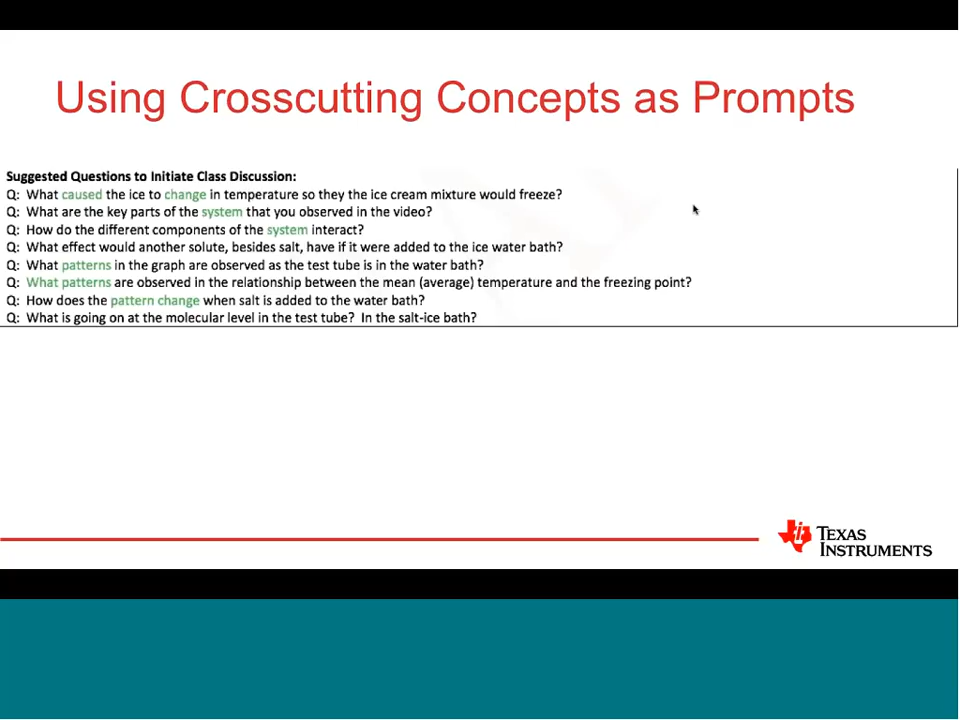 Using Crosscutting Concepts as Prompts
Suggested Questions to Initiate Class Discussion:
Q: What caused the ice to change in temperature so they the ice cream mixture would freeze?
Q: What are the key parts of the system that you observed in the video?
Q: How do the different components of the system interact?
Q: What effect would another solute, besides salt, have if it were added to the ice water bath?
Q: What patterns in the graph are observed as the test tube is in the water bath?
Q: What patterns are observed in the relationship between the mean (average) temperature and the freezing point?
Q: How does the pattern change when salt is added to the water bath?
Q: What is going on at the molecular level in the test tube? In the salt-ice bath?
TEXAS
INSTRUMENTS